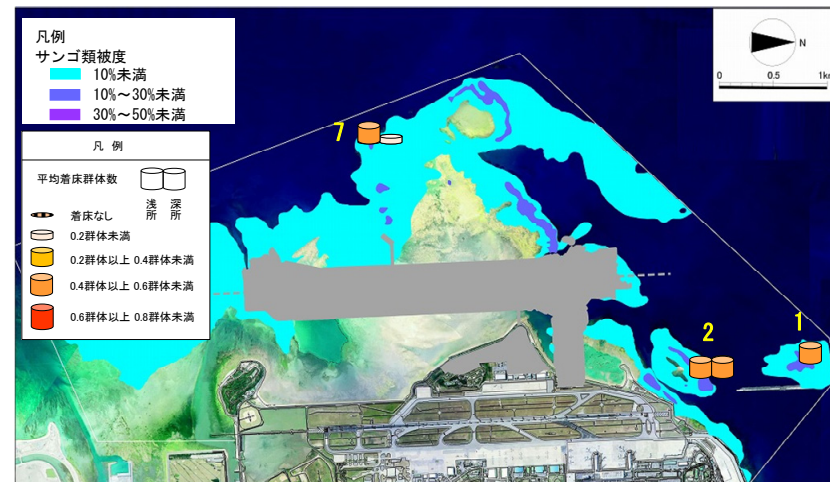 凡例
サンゴ類被度
10%未満
10%～30%未満
30%～50%未満
凡 例
平均着床群体数
浅所
深所
着床なし
0.2群体未満
0.2群体以上 0.4群体未満
0.4群体以上 0.6群体未満
0.6群体以上 0.8群体未満
N
0 0.5 1k
7
2
1